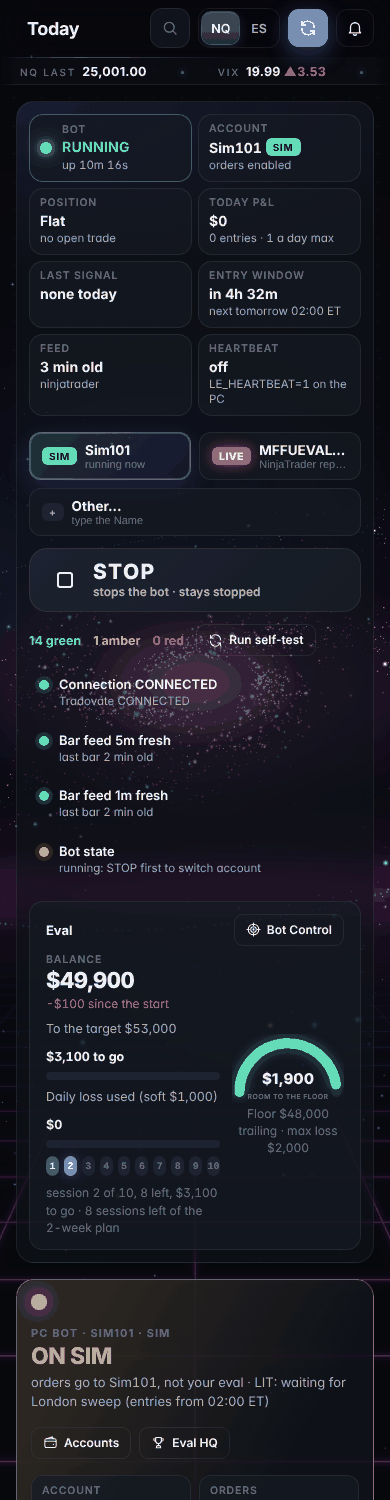 Today
NQ ES
NQ LAST 25,001.00 VIX 19.99 ▲3.53
BOT
RUNNING
up 10m 16s
ACCOUNT
Sim101 SIM
orders enabled
POSITION
Flat
no open trade
TODAY P&L
$0
0 entries · 1 a day max
LAST SIGNAL
none today
ENTRY WINDOW
in 4h 32m
next tomorrow 02:00 ET
FEED
3 min old
ninjatrader
HEARTBEAT
off
LE_HEARTBEAT=1 on the
PC
SIM Sim101
running now
LIVE MFFUEVAL...
NinjaTrader rep...
+ Other...
type the Name
STOP
stops the bot · stays stopped
14 green 1 amber 0 red Run self-test
Connection CONNECTED
Tradovate CONNECTED
Bar feed 5m fresh
last bar 2 min old
Bar feed 1m fresh
last bar 2 min old
Bot state
running: STOP first to switch account
Eval
Bot Control
BALANCE
$49,900
-$100 since the start
To the target $53,000
$3,100 to go
Daily loss used (soft $1,000)
$0
1 2 3 4 5 6 7 8 9 10
session 2 of 10, 8 left, $3,100
to go · 8 sessions left of the
2-week plan
$1,900
ROOM TO THE FLOOR
Floor $48,000
trailing · max loss
$2,000
PC BOT · SIM101 · SIM
ON SIM
orders go to Sim101, not your eval · LIT: waiting for
London sweep (entries from 02:00 ET)
Accounts Eval HQ
ACCOUNT ORDERS